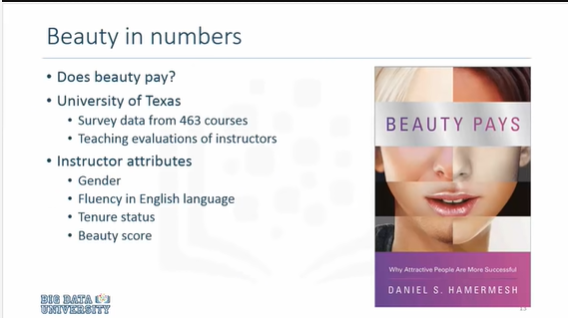 Beauty in numbers
• Does beauty pay?
• University of Texas
• Survey data from 463 courses
• Teaching evaluations of instructors
• Instructor attributes
• Gender
• Fluency in English language
• Tenure status
• Beauty score
BEAUTY PAYS
Why Attractive People Are More Successful
DANIEL S. HAMERMESH
BIG DATA
UNIVERSITY